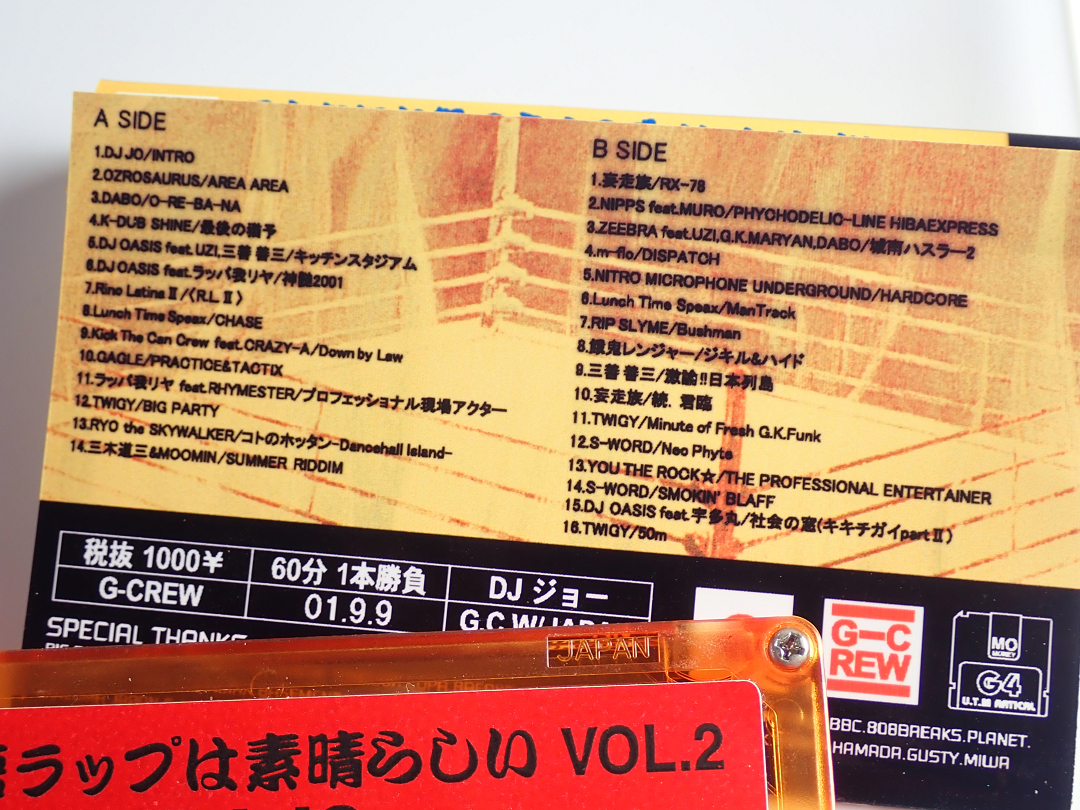 A SIDE
1.DJ JO/INTRO
2.OZROSAURUS/AREA AREA
3.DABO/O-RE-BA-NA
4.K-DUB SHINE/最後の猶予
5.DJ OASIS feat.UZI,三善 善三/キッチンスタジアム
6.DJ OASIS feat.ラッパ我リヤ/神髄2001
7.Rino LatinaⅡ/〈R.L.Ⅱ〉
8.Lunch Time Speax/CHASE
9.Kick The Can Crew feat.CRAZY-A/Down by Law
10.GAGLE/PRACTICE&TACTIX
11.ラッパ我リヤ feat.RHYMESTER/プロフェッショナル現場アクター
12.TWIGY/BIG PARTY
13.RYO the SKYWALKER/コトのホッタン-Dancehall Island-
14.三木道三&MOOMIN/SUMMER RIDDIM
B SIDE
1.妄走族/RX-78
2.NIPPS feat.MURO/PHYCHODELIC-LINE HIBAEXPRESS
3.ZEEBRA feat.UZI,G.K.MARYAN,DABO/城南ハスラー2
4.m-flo/DISPATCH
5.NITRO MICROPHONE UNDERGROUND/HARDCORE
6.Lunch Time Speax/ManTrack
7.RIP SLYME/Bushman
8.餓鬼レンジャー/ジキル&ハイド
9.三善 善三/激論!!日本列島
10.妄走族/続. 君臨
11.TWIGY/Minute of Fresh G.K.Funk
12.S-WORD/Neo Phyte
13.YOU THE ROCK☆/THE PROFESSIONAL ENTERTAINER
14.S-WORD/SMOKIN' BLAFF
15.DJ OASIS feat.宇多丸/社会の窓(キキチガイpartⅡ)
16.TWIGY/50m
税抜 1000¥ 60分 1本勝負 DJ ジョー
G-CREW 01.9.9 G.C.W/JAPAN
SPECIAL THANKS
G-C
REW
MO
MONEY
G4
U.T.M ARTICAL
BBC.808BREAKS.PLANET.
HAMADA.GUSTY.MIWA
JAPAN
ラップは素晴らしい VOL.2